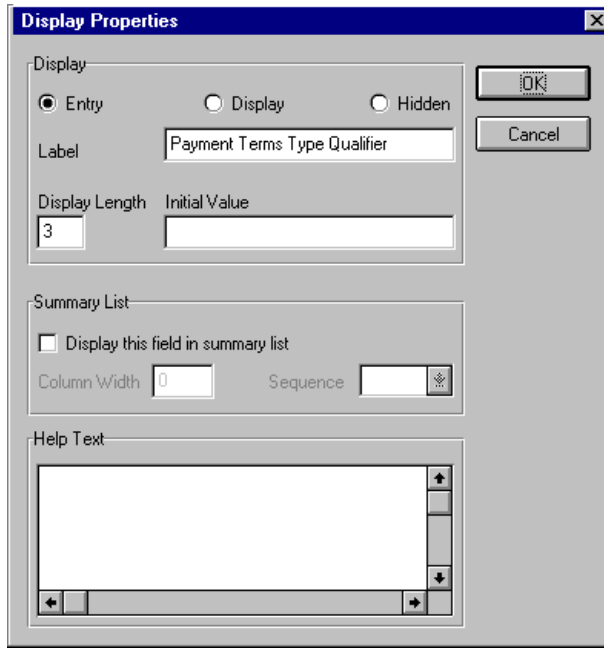 Display Properties
Display
OK
Entry Display Hidden
Cancel
Label Payment Terms Type Qualifier
Display Length Initial Value
3
Summary List
Display this field in summary list
Column Width 0 Sequence
Help Text